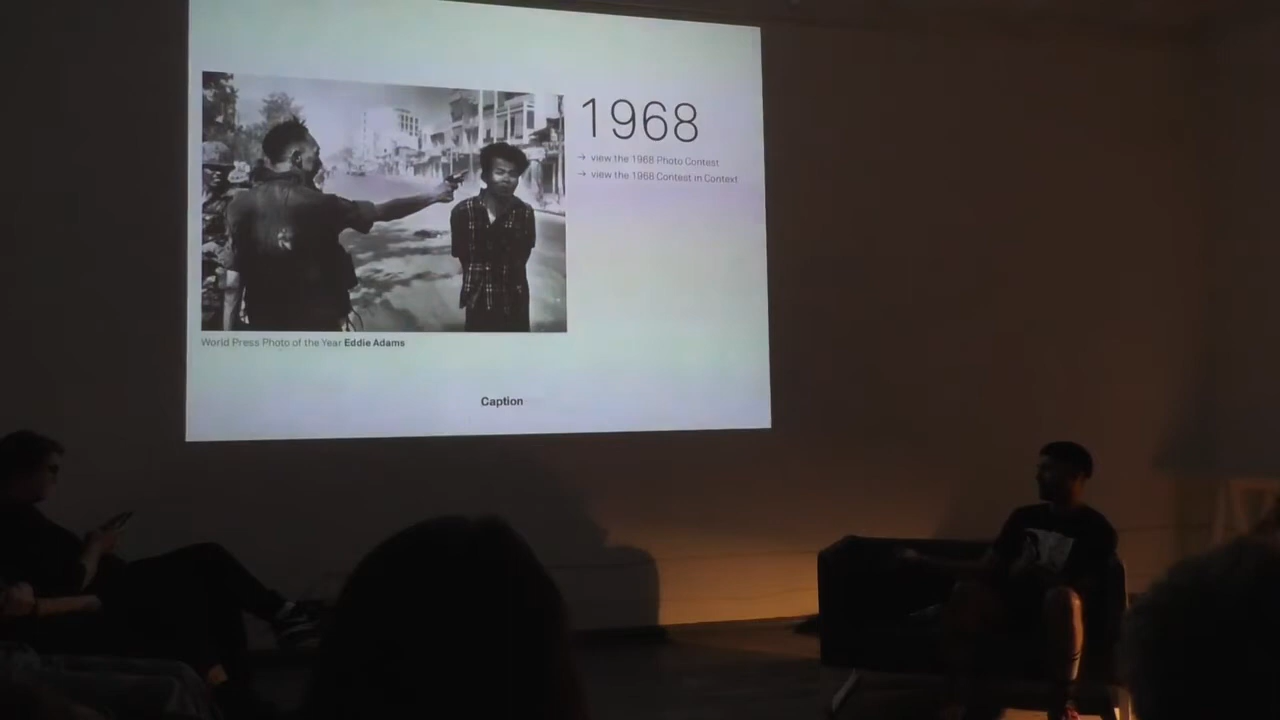 1968
→ view the 1968 Photo Contest
→ view the 1968 Contest in Context
World Press Photo of the Year Eddie Adams
Caption